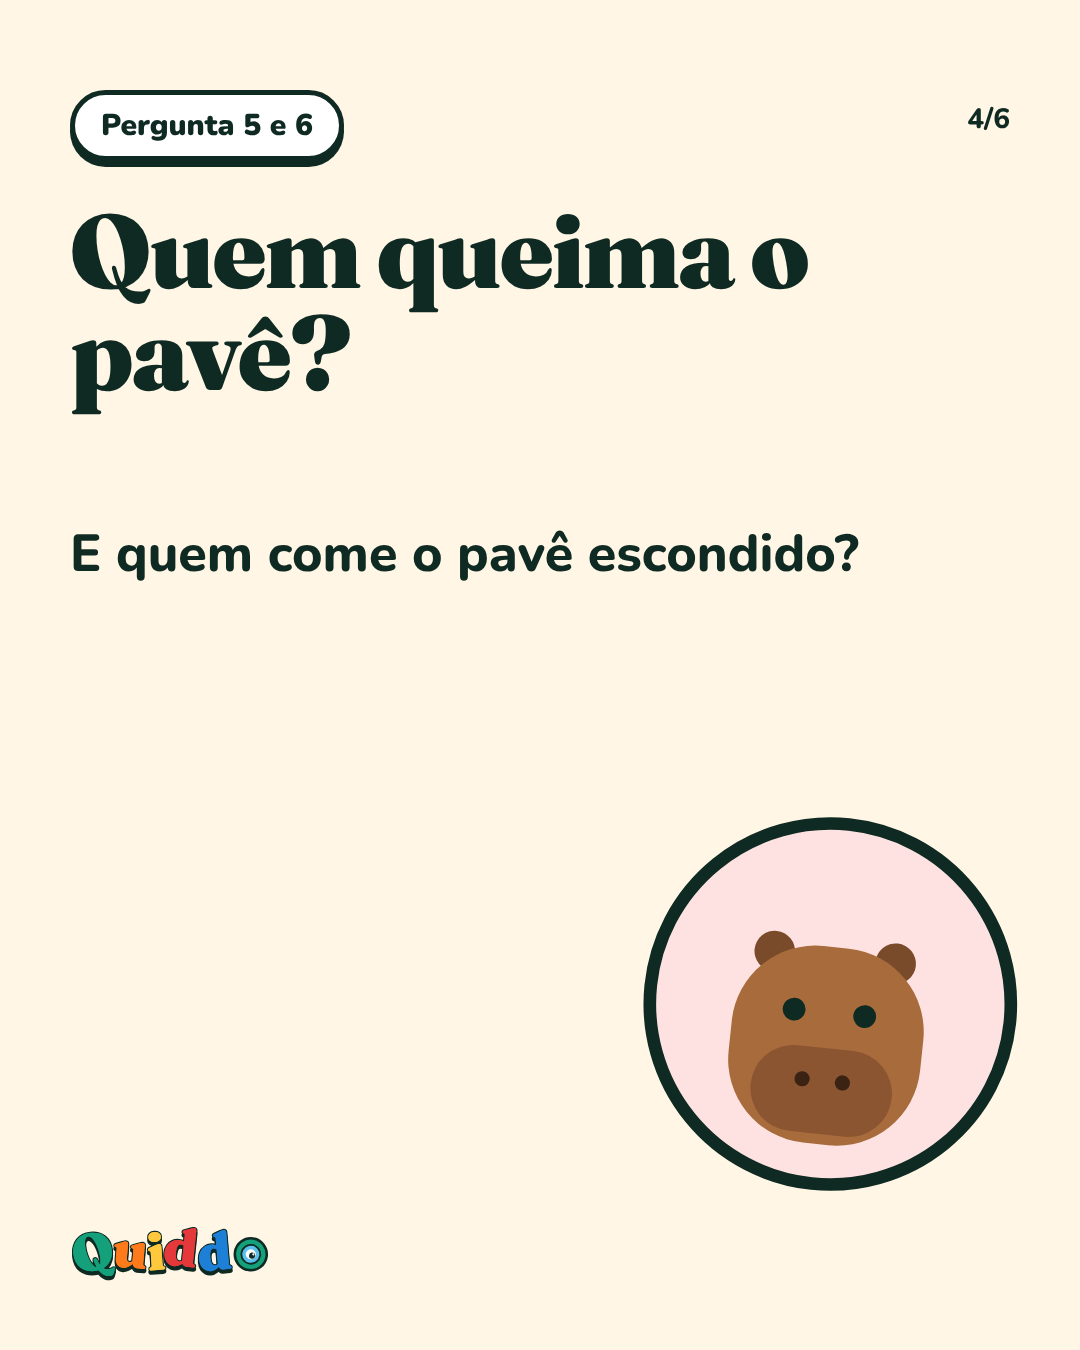 Pergunta 5 e 6
4/6
Quem queima o
pavê?
E quem come o pavê escondido?
Quiddo